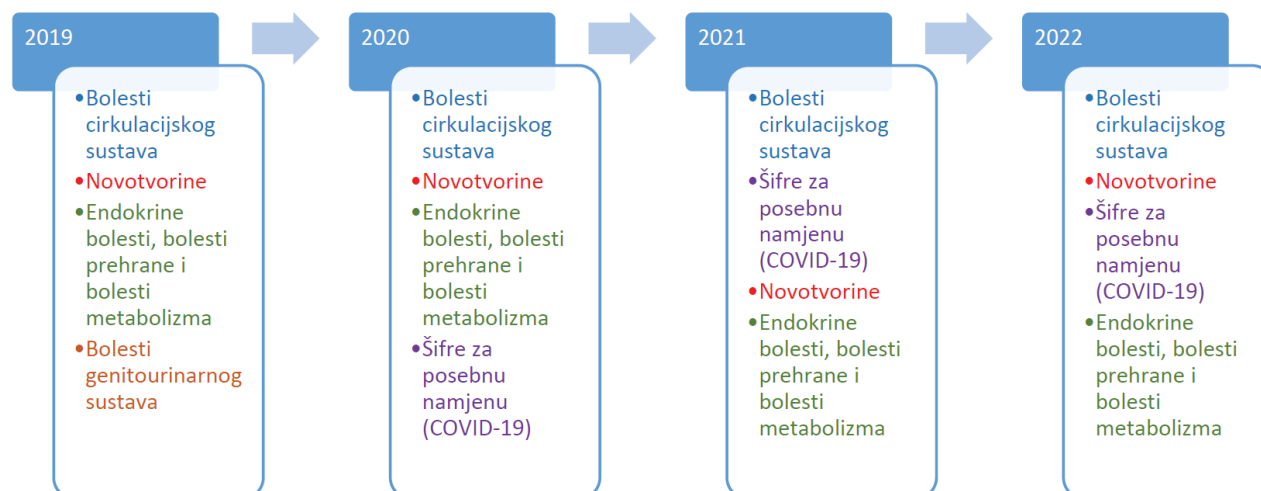 2019
•Bolesti
cirkulacijskog
sustava
•Novotvorine
•Endokrine
bolesti, bolesti
prehrane i
bolesti
metabolizma
•Bolesti
genitourinarnog
sustava
2020
•Bolesti
cirkulacijskog
sustava
•Novotvorine
•Endokrine
bolesti, bolesti
prehrane i
bolesti
metabolizma
•Šifre za
posebnu
namjenu
(COVID-19)
2021
•Bolesti
cirkulacijskog
sustava
•Šifre za
posebnu
namjenu
(COVID-19)
•Novotvorine
•Endokrine
bolesti, bolesti
prehrane i
bolesti
metabolizma
2022
•Bolesti
cirkulacijskog
sustava
•Novotvorine
•Šifre za
posebnu
namjenu
(COVID-19)
•Endokrine
bolesti, bolesti
prehrane i
bolesti
metabolizma